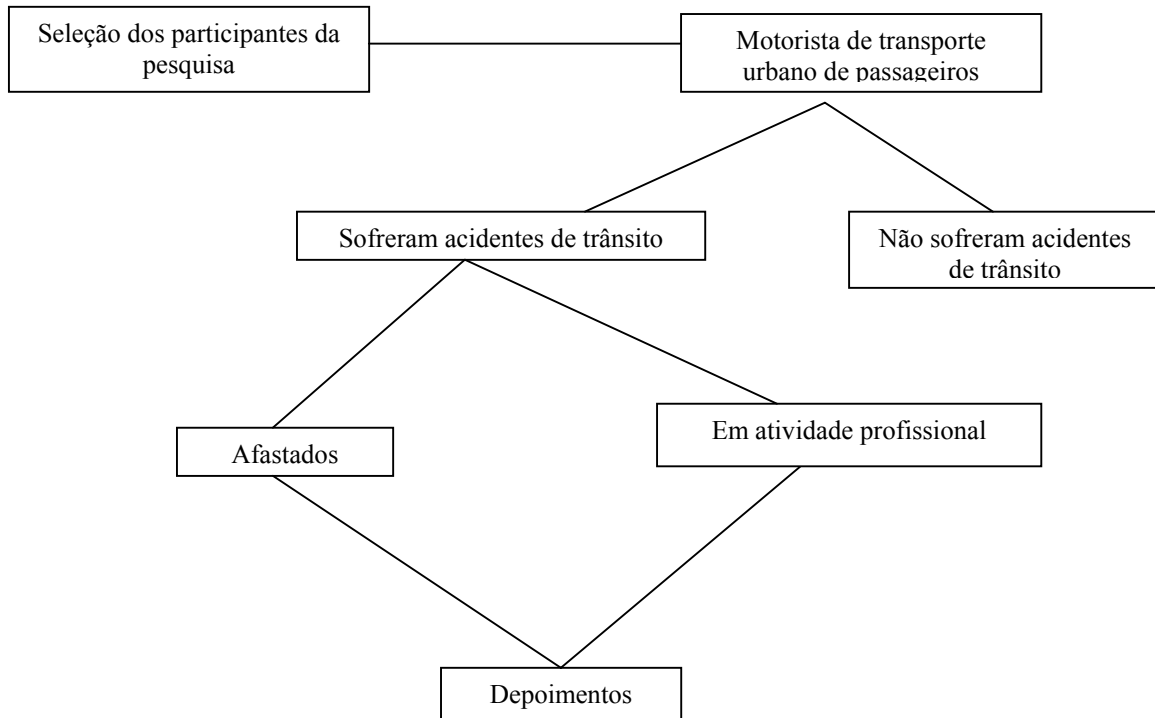 Seleção dos participantes da
pesquisa
Motorista de transporte
urbano de passageiros
Sofreram acidentes de trânsito
Não sofreram acidentes
de trânsito
Afastados
Em atividade profissional
Depoimentos